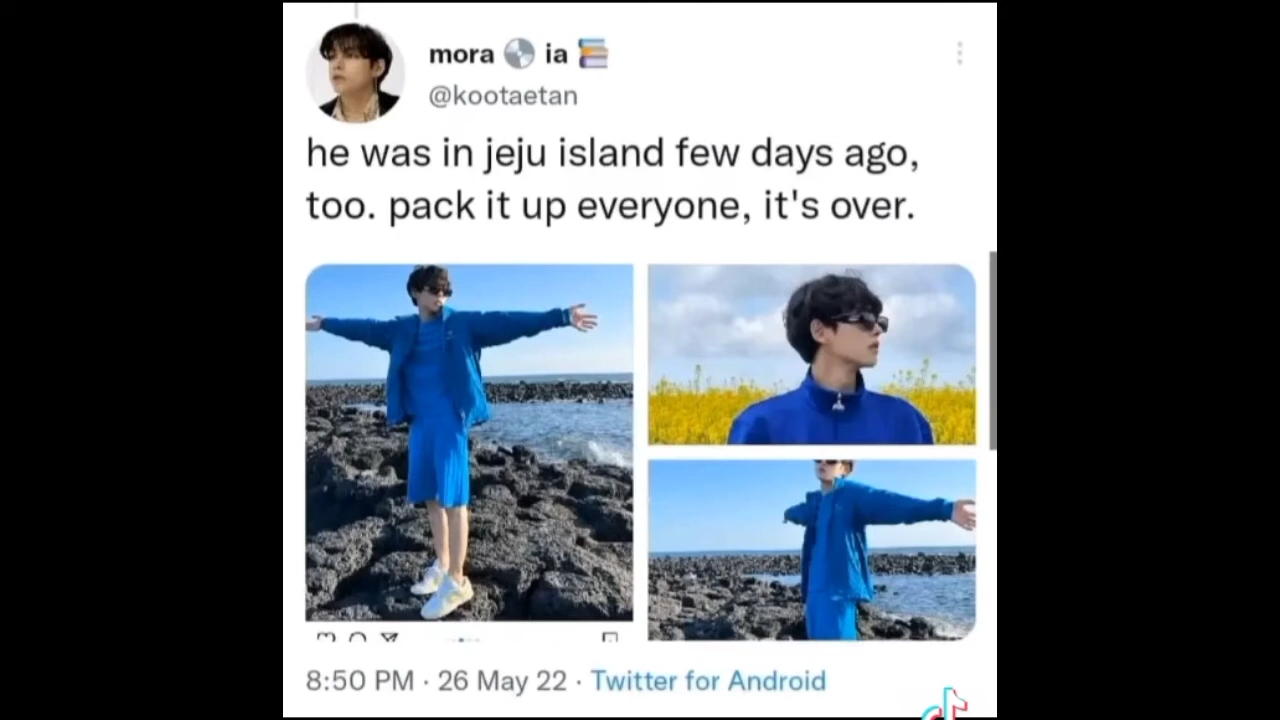 mora 💿 ia 📚
@kootaetan
he was in jeju island few days ago,
too. pack it up everyone, it's over.
8:50 PM · 26 May 22 · Twitter for Android